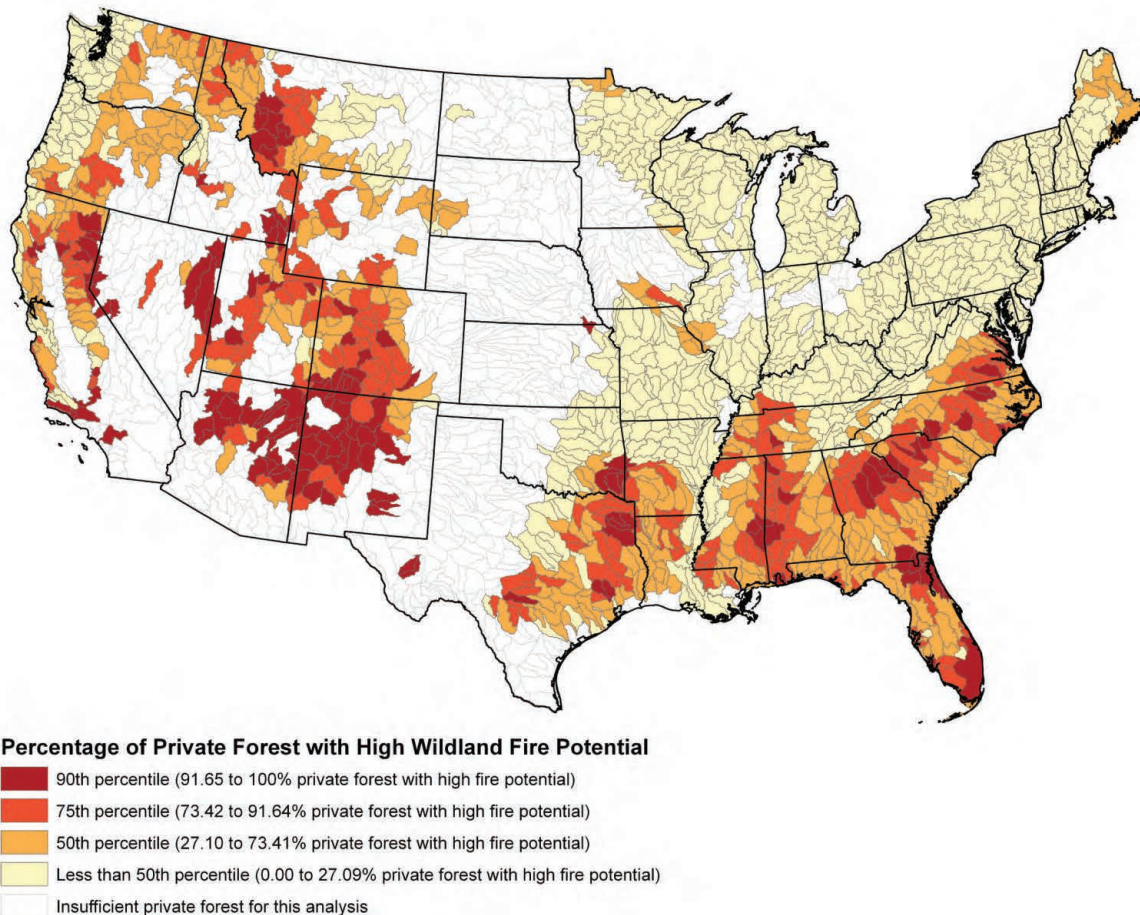 Percentage of Private Forest with High Wildland Fire Potential
90th percentile (91.65 to 100% private forest with high fire potential)
75th percentile (73.42 to 91.64% private forest with high fire potential)
50th percentile (27.10 to 73.41% private forest with high fire potential)
Less than 50th percentile (0.00 to 27.09% private forest with high fire potential)
Insufficient private forest for this analysis